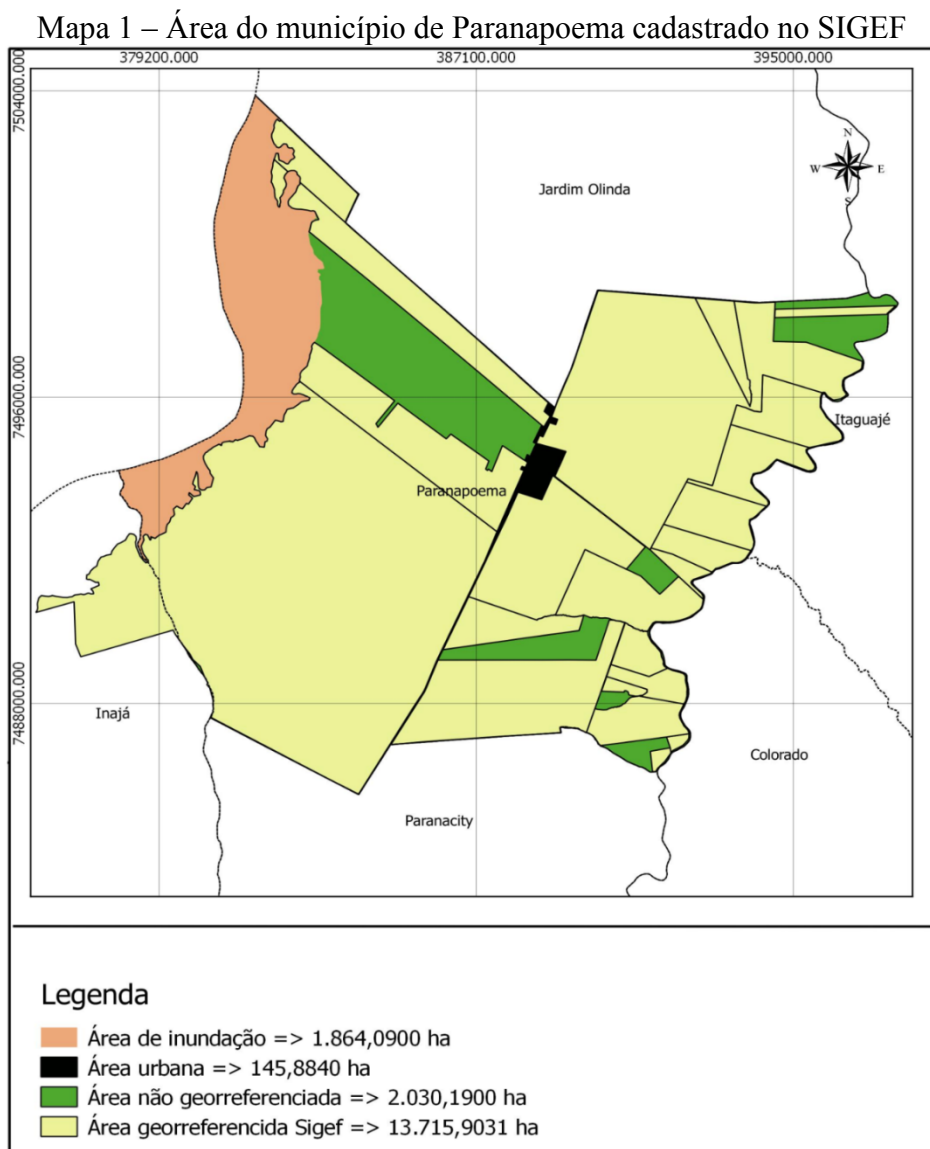 Mapa 1 – Área do município de Paranapoema cadastrado no SIGEF
379200.000 387100.000 395000.000
7504000.000
N
W E
S
Jardim Olinda
7496000.000
Itaguajé
Paranapoema
7488000.000
Inajá
Colorado
Paranacity
Legenda
Área de inundação => 1.864,0900 ha
Área urbana => 145,8840 ha
Área não georreferenciada => 2.030,1900 ha
Área georreferencida Sigef => 13.715,9031 ha